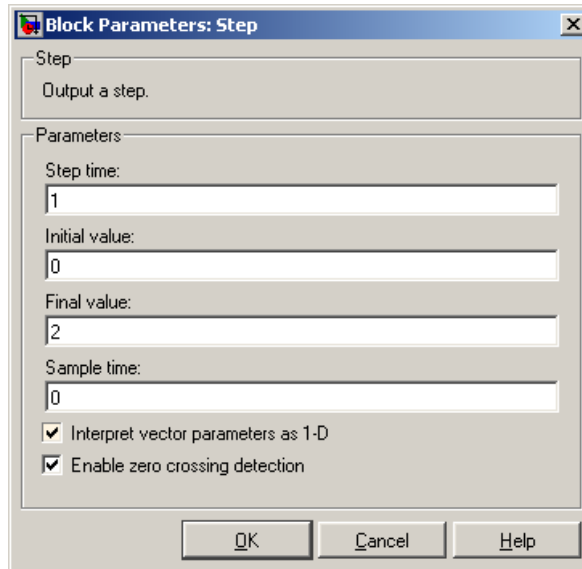 Block Parameters: Step
Step
Output a step.
Parameters
Step time:
1
Initial value:
0
Final value:
2
Sample time:
0
Interpret vector parameters as 1-D
Enable zero crossing detection
OK Cancel Help